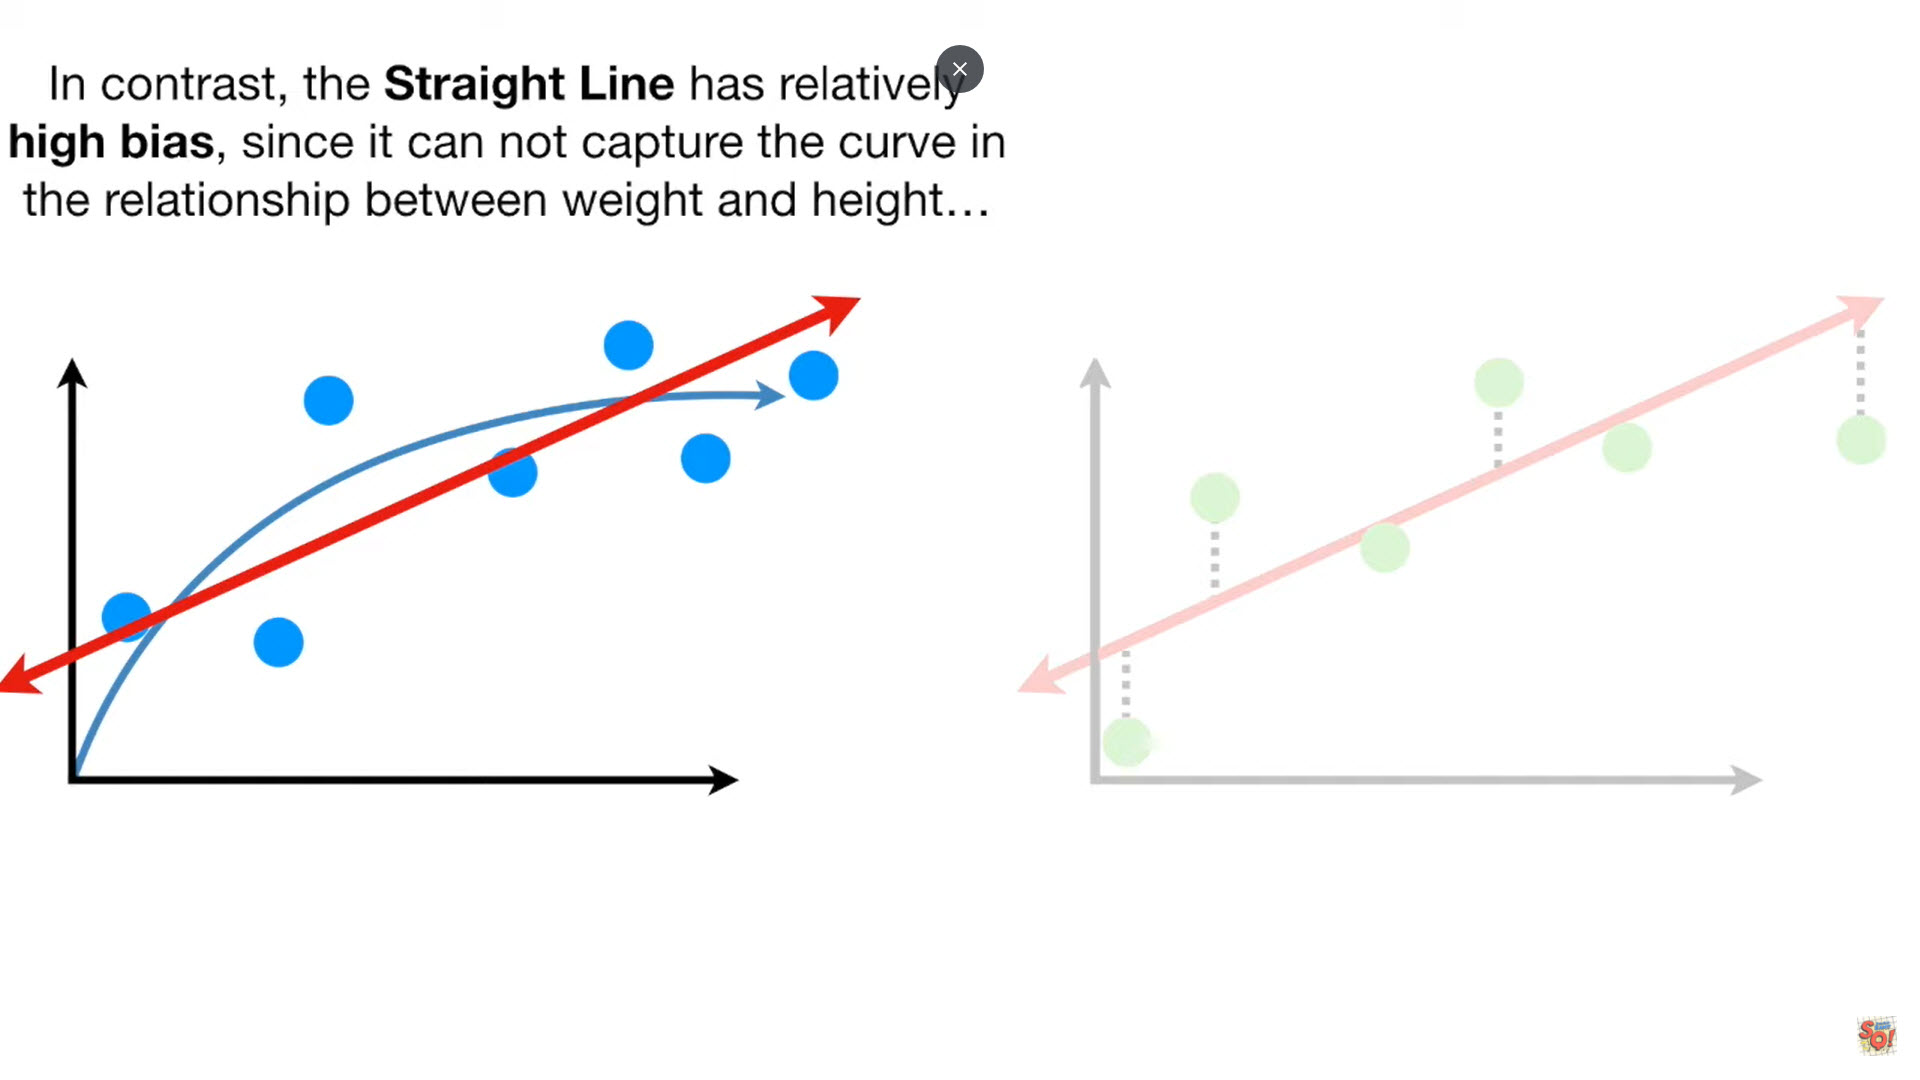 In contrast, the Straight Line has relatively
high bias, since it can not capture the curve in
the relationship between weight and height…
SQ!